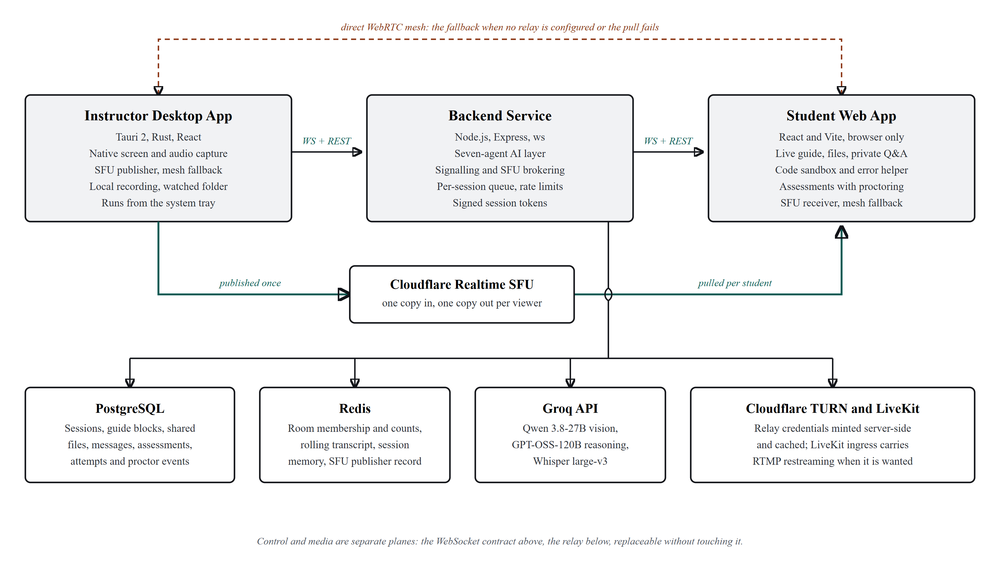 direct WebRTC mesh: the fallback when no relay is configured or the pull fails
Instructor Desktop App
Tauri 2, Rust, React
Native screen and audio capture
SFU publisher, mesh fallback
Local recording, watched folder
Runs from the system tray
WS + REST
Backend Service
Node.js, Express, ws
Seven-agent AI layer
Signalling and SFU brokering
Per-session queue, rate limits
Signed session tokens
WS + REST
Student Web App
React and Vite, browser only
Live guide, files, private Q&A
Code sandbox and error helper
Assessments with proctoring
SFU receiver, mesh fallback
published once
Cloudflare Realtime SFU
one copy in, one copy out per viewer
pulled per student
PostgreSQL
Sessions, guide blocks, shared
files, messages, assessments,
attempts and proctor events
Redis
Room membership and counts,
rolling transcript, session
memory, SFU publisher record
Groq API
Qwen 3.8-27B vision,
GPT-OSS-120B reasoning,
Whisper large-v3
Cloudflare TURN and LiveKit
Relay credentials minted server-side
and cached; LiveKit ingress carries
RTMP restreaming when it is wanted
Control and media are separate planes: the WebSocket contract above, the relay below, replaceable without touching it.